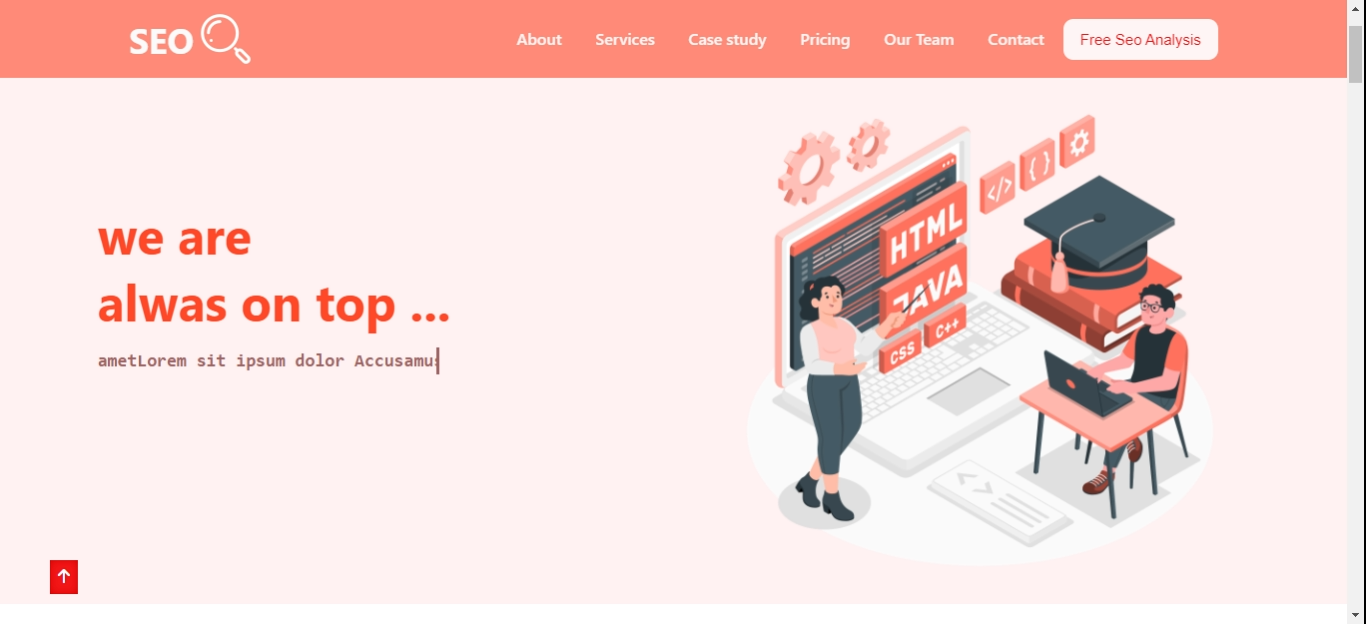 SEO
About Services Case study Pricing Our Team Contact Free Seo Analysis
we are
alwas on top ...
ametLorem sit ipsum dolor Accusamus
</>
{ }
HTML
JAVA
CSS C++
< >